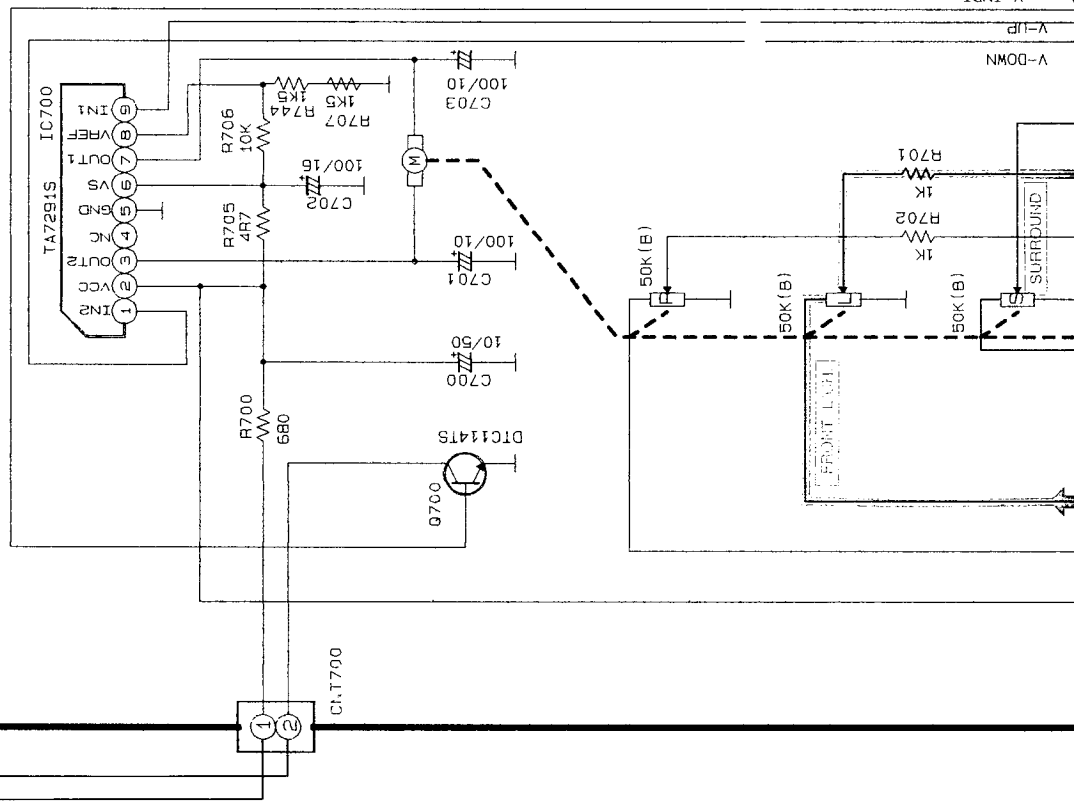 V-UP
V-DOWN
IC700
TA7291S
9 IN1
8 VREF
7 OUT1
6 VS
5 GND
4 NC
3 OUT2
2 VCC
1 IN2
R706
10K
R744
1K5
R707
1K5
100/10
C703
M
100/16
C702
R705
4R7
100/10
C701
10/50
C700
R700
680
DTC114TS
Q700
50K(B)
50K(B)
L
50K(B)
S
R701
1K
R702
1K
SURROUND
FRONT L CH
CNT700
1
2